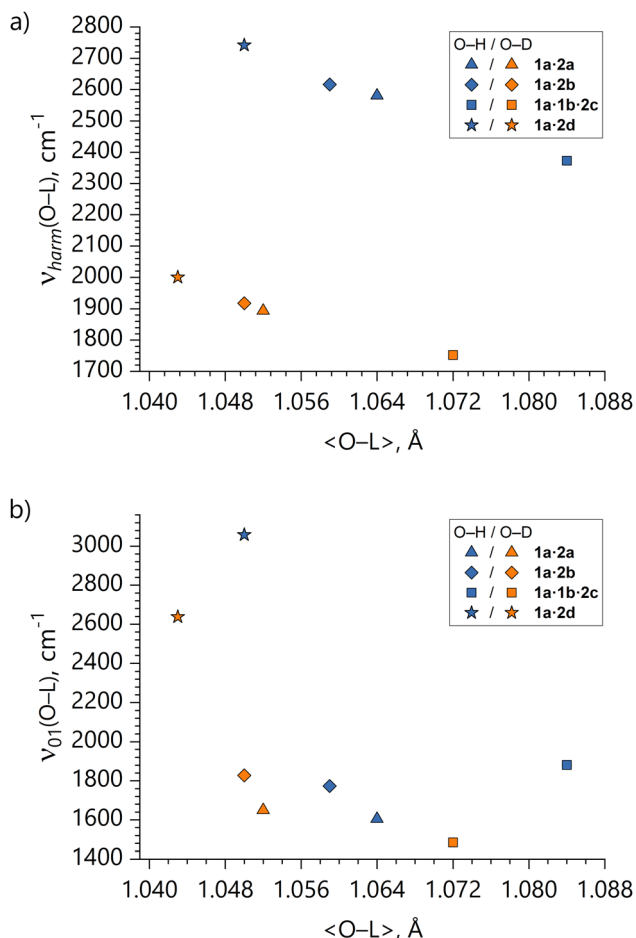 a)
2800
2700
2600
2500
2400
2300
2200
2100
2000
1900
1800
1700
νharm(O–L), cm-1
O–H / O–D
/ 1a·2a
/ 1a·2b
/ 1a·1b·2c
/ 1a·2d
1.040 1.048 1.056 1.064 1.072 1.080 1.088
<O–L>, Å
b)
3000
2800
2600
2400
2200
2000
1800
1600
1400
ν01(O–L), cm-1
O–H / O–D
/ 1a·2a
/ 1a·2b
/ 1a·1b·2c
/ 1a·2d
1.040 1.048 1.056 1.064 1.072 1.080 1.088
<O–L>, Å